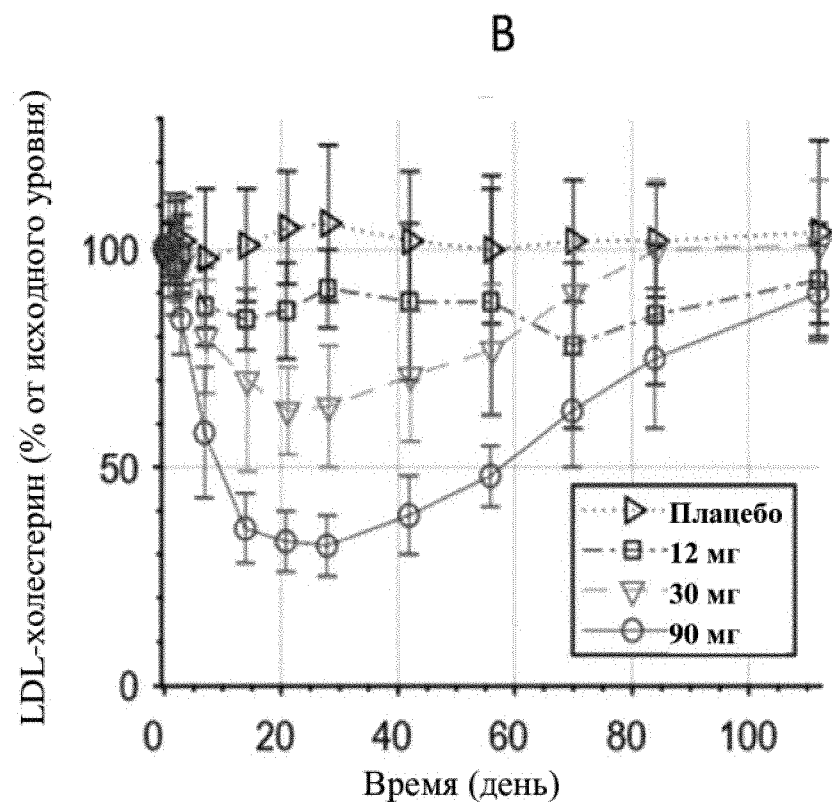 B
LDL-холестерин (% от исходного уровня)
100
50
0
Плацебо
12 мг
30 мг
90 мг
0 20 40 60 80 100
Время (день)